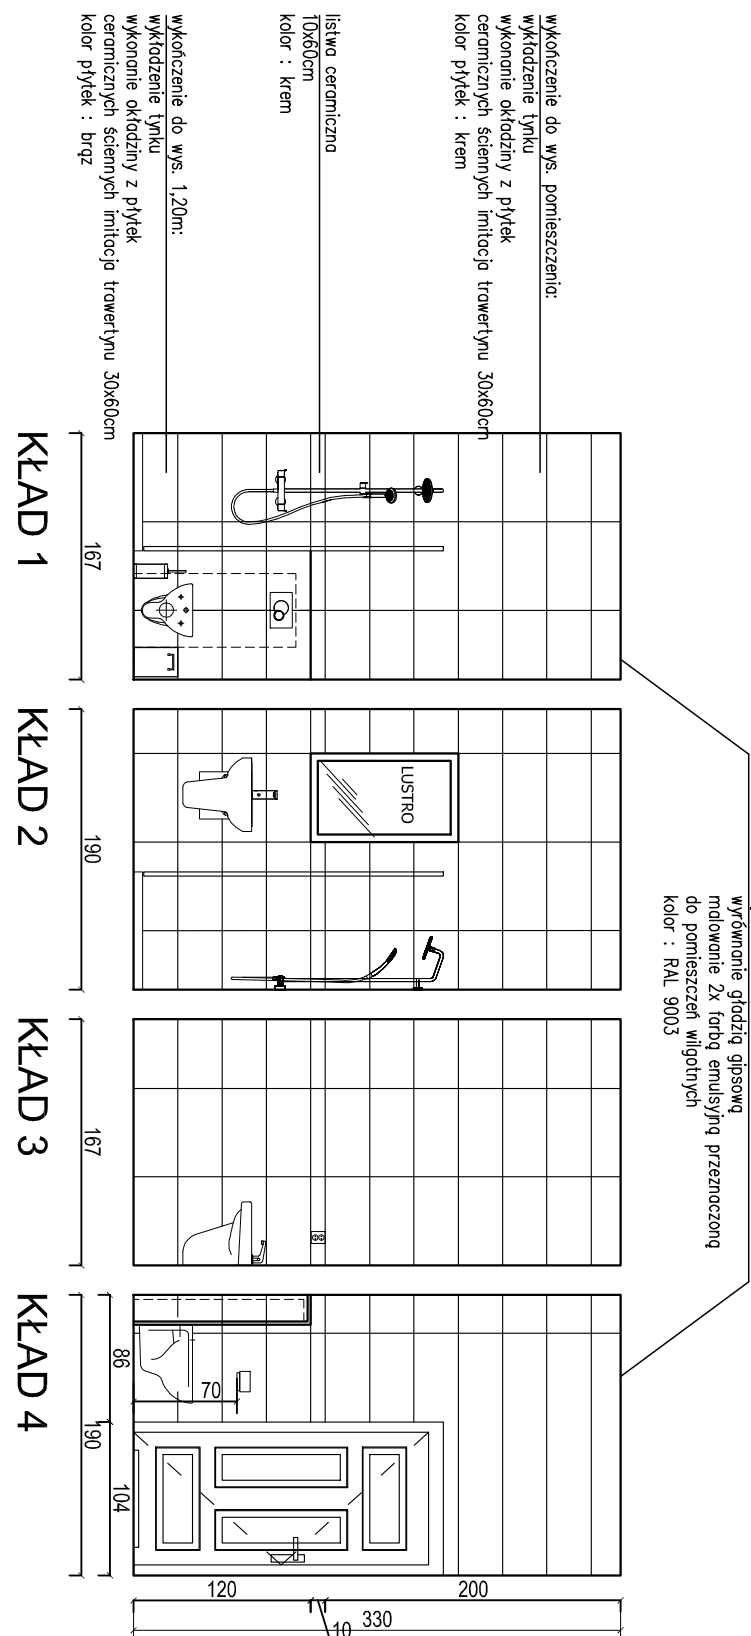 wyrównanie gładzią gipsową
malowanie 2x farbą emulsyjną przeznaczoną
do pomieszczeń wilgotnych
kolor : RAL 9003
wykończenie do wys. pomieszczenia:
wykładzenie tynku
wykonanie okładziny z płytek
ceramicznych ściennych imitacja trawertynu 30x60cm
kolor płytek : krem
listwa ceramiczna
10x60cm
kolor : krem
wykończenie do wys. 1,20m:
wykładzenie tynku
wykonanie okładziny z płytek
ceramicznych ściennych imitacja trawertynu 30x60cm
kolor płytek : brąz
LUSTRO
70
200
10
120
330
167
190
167
86
104
190
KŁAD 1
KŁAD 2
KŁAD 3
KŁAD 4